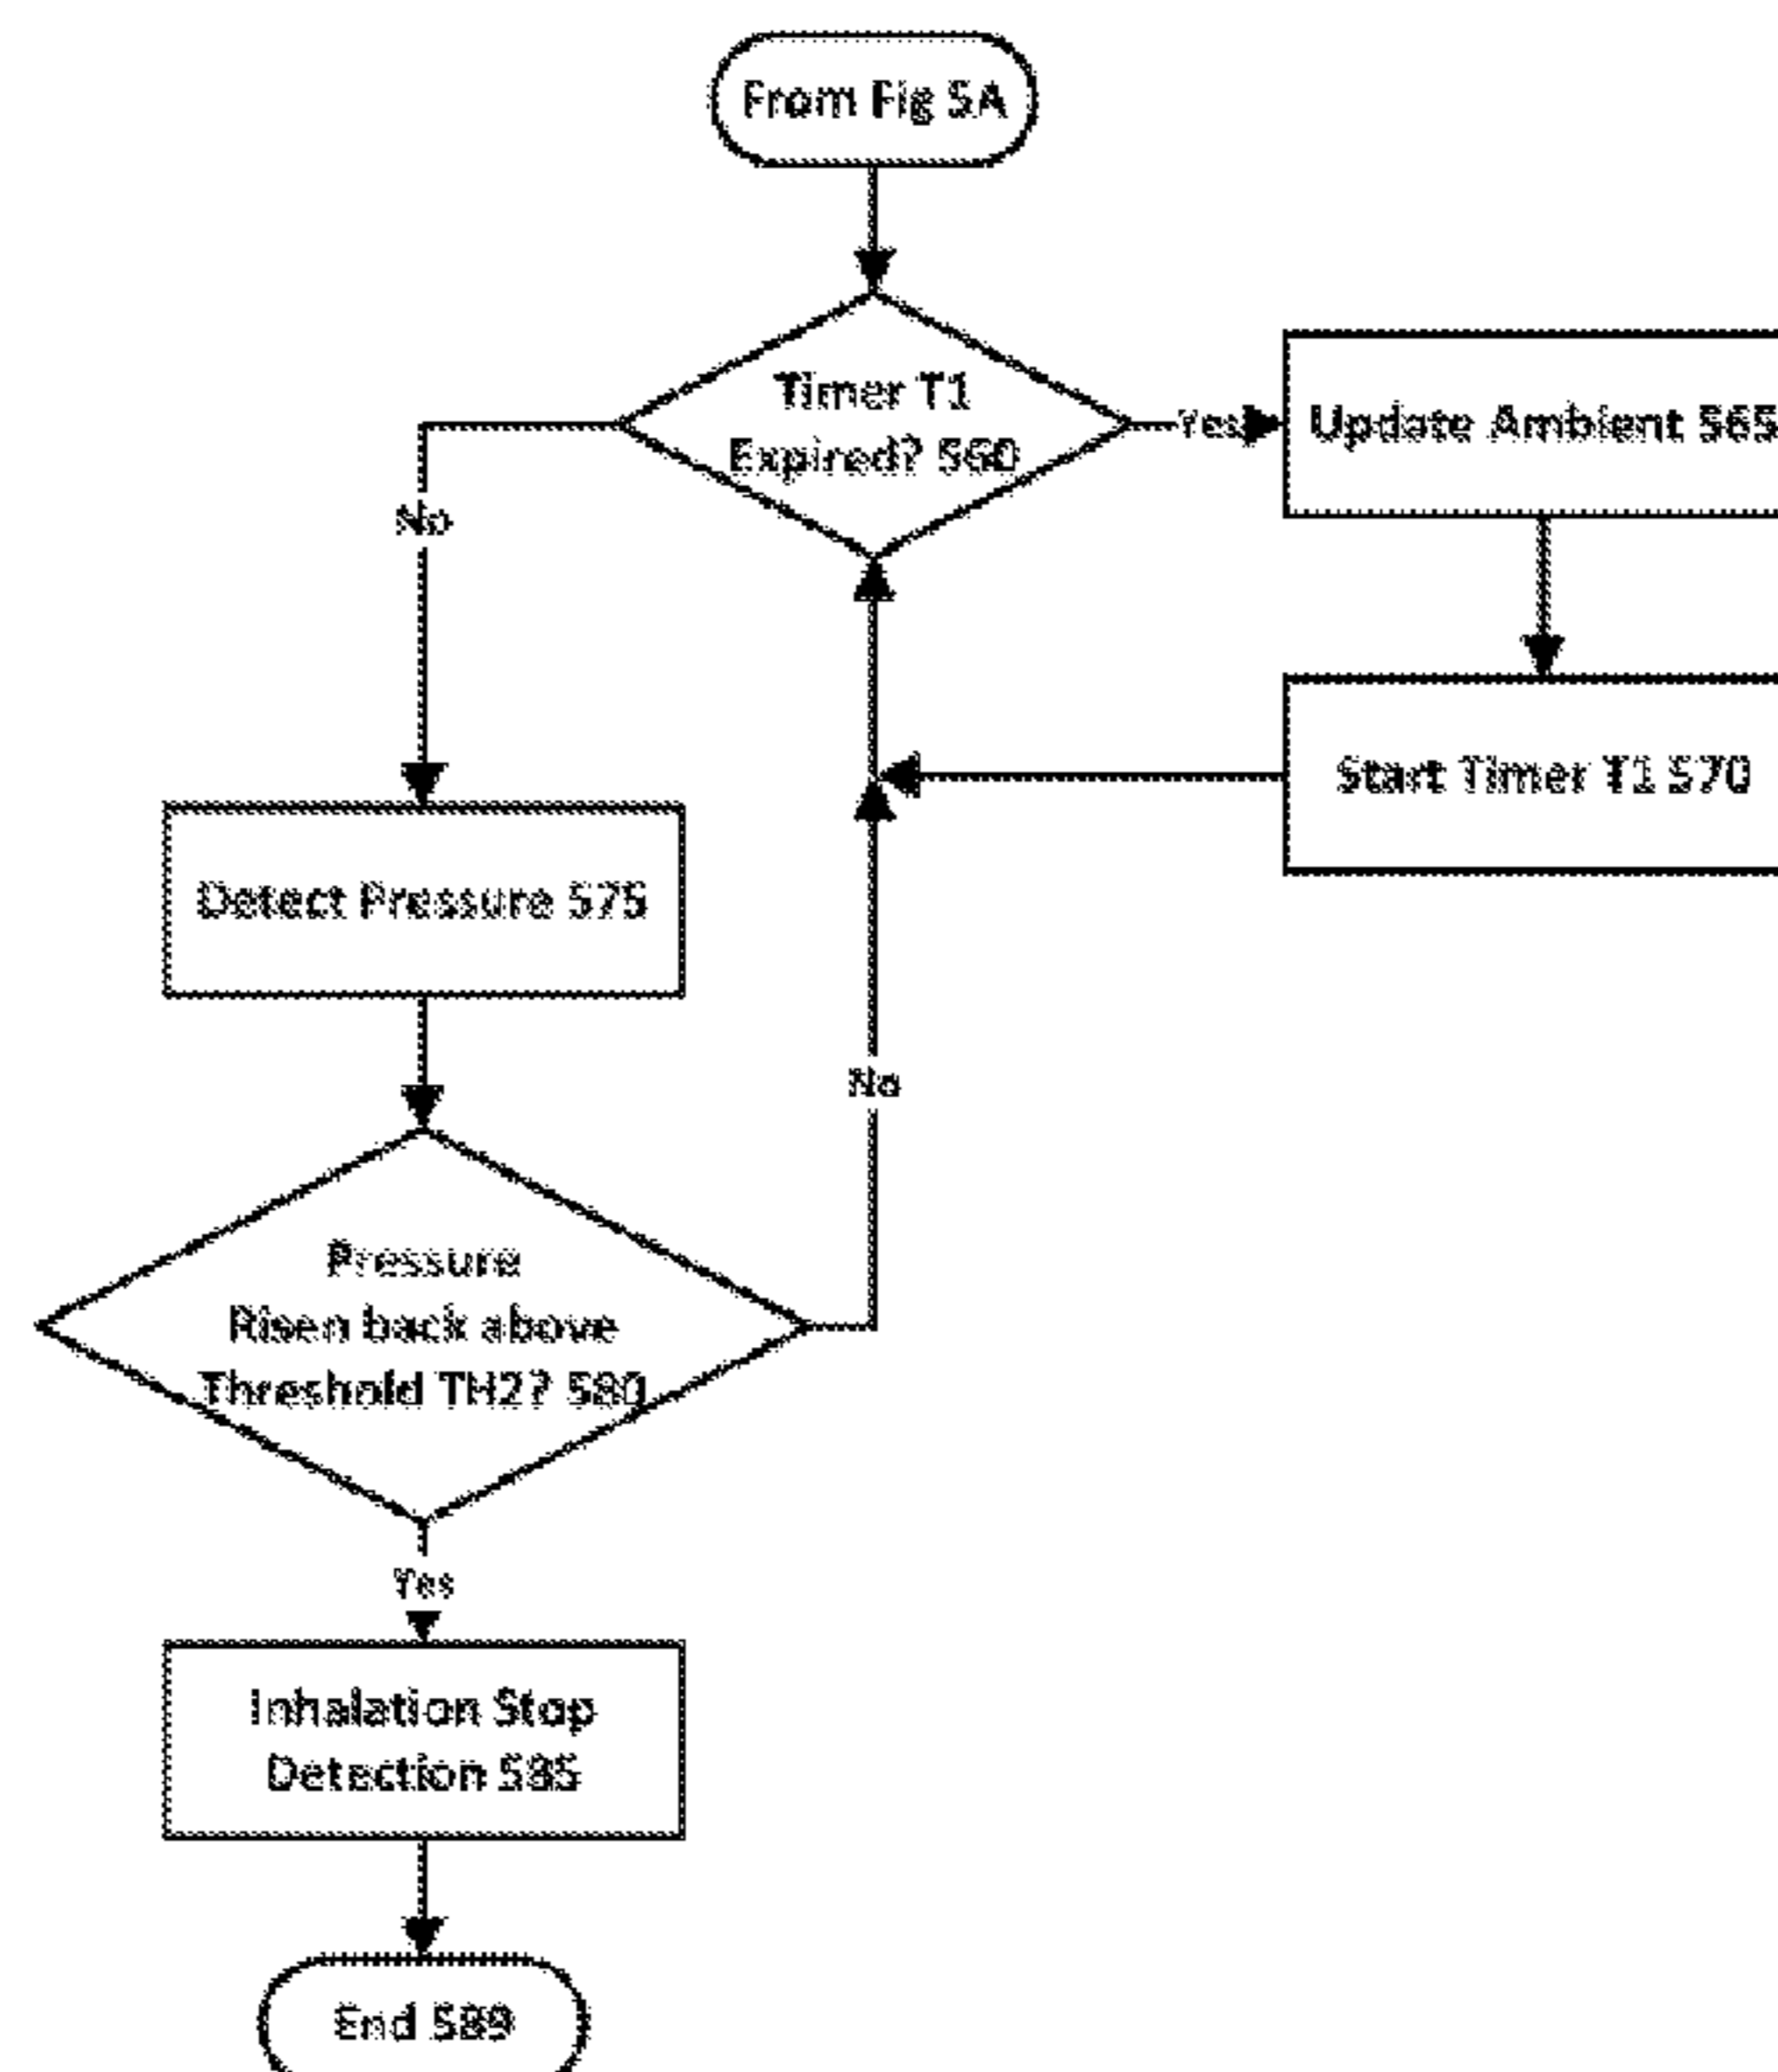 From Fig 5A
Timer T1
Expired? 560
Yes
Update Ambient 565
No
Start Timer T1 570
Detect Pressure 575
No
Pressure
Risen back above
Threshold TH2? 580
Yes
Inhalation Stop
Detection 585
End 589